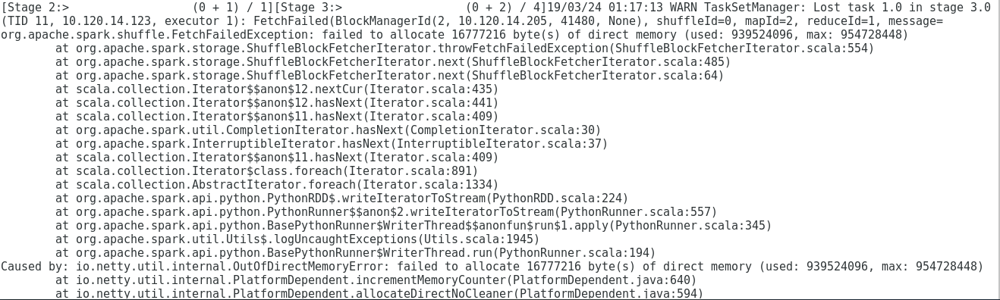 [Stage 2:>                  (0 + 1) / 1][Stage 3:>                  (0 + 2) / 4]19/03/24 01:17:13 WARN TaskSetManager: Lost task 1.0 in stage 3.0
(TID 11, 10.120.14.123, executor 1): FetchFailed(BlockManagerId(2, 10.120.14.205, 41480, None), shuffleId=0, mapId=2, reduceId=1, message=
org.apache.spark.shuffle.FetchFailedException: failed to allocate 16777216 byte(s) of direct memory (used: 939524096, max: 954728448)
        at org.apache.spark.storage.ShuffleBlockFetcherIterator.throwFetchFailedException(ShuffleBlockFetcherIterator.scala:554)
        at org.apache.spark.storage.ShuffleBlockFetcherIterator.next(ShuffleBlockFetcherIterator.scala:485)
        at org.apache.spark.storage.ShuffleBlockFetcherIterator.next(ShuffleBlockFetcherIterator.scala:64)
        at scala.collection.Iterator$$anon$12.nextCur(Iterator.scala:435)
        at scala.collection.Iterator$$anon$12.hasNext(Iterator.scala:441)
        at scala.collection.Iterator$$anon$11.hasNext(Iterator.scala:409)
        at org.apache.spark.util.CompletionIterator.hasNext(CompletionIterator.scala:30)
        at org.apache.spark.InterruptibleIterator.hasNext(InterruptibleIterator.scala:37)
        at scala.collection.Iterator$$anon$11.hasNext(Iterator.scala:409)
        at scala.collection.Iterator$class.foreach(Iterator.scala:891)
        at scala.collection.AbstractIterator.foreach(Iterator.scala:1334)
        at org.apache.spark.api.python.PythonRDD$.writeIteratorToStream(PythonRDD.scala:224)
        at org.apache.spark.api.python.PythonRunner$$anon$2.writeIteratorToStream(PythonRunner.scala:557)
        at org.apache.spark.api.python.BasePythonRunner$WriterThread$$anonfun$run$1.apply(PythonRunner.scala:345)
        at org.apache.spark.util.Utils$.logUncaughtExceptions(Utils.scala:1945)
        at org.apache.spark.api.python.BasePythonRunner$WriterThread.run(PythonRunner.scala:194)
Caused by: io.netty.util.internal.OutOfDirectMemoryError: failed to allocate 16777216 byte(s) of direct memory (used: 939524096, max: 954728448)
        at io.netty.util.internal.PlatformDependent.incrementMemoryCounter(PlatformDependent.java:640)
        at io.netty.util.internal.PlatformDependent.allocateDirectNoCleaner(PlatformDependent.java:594)